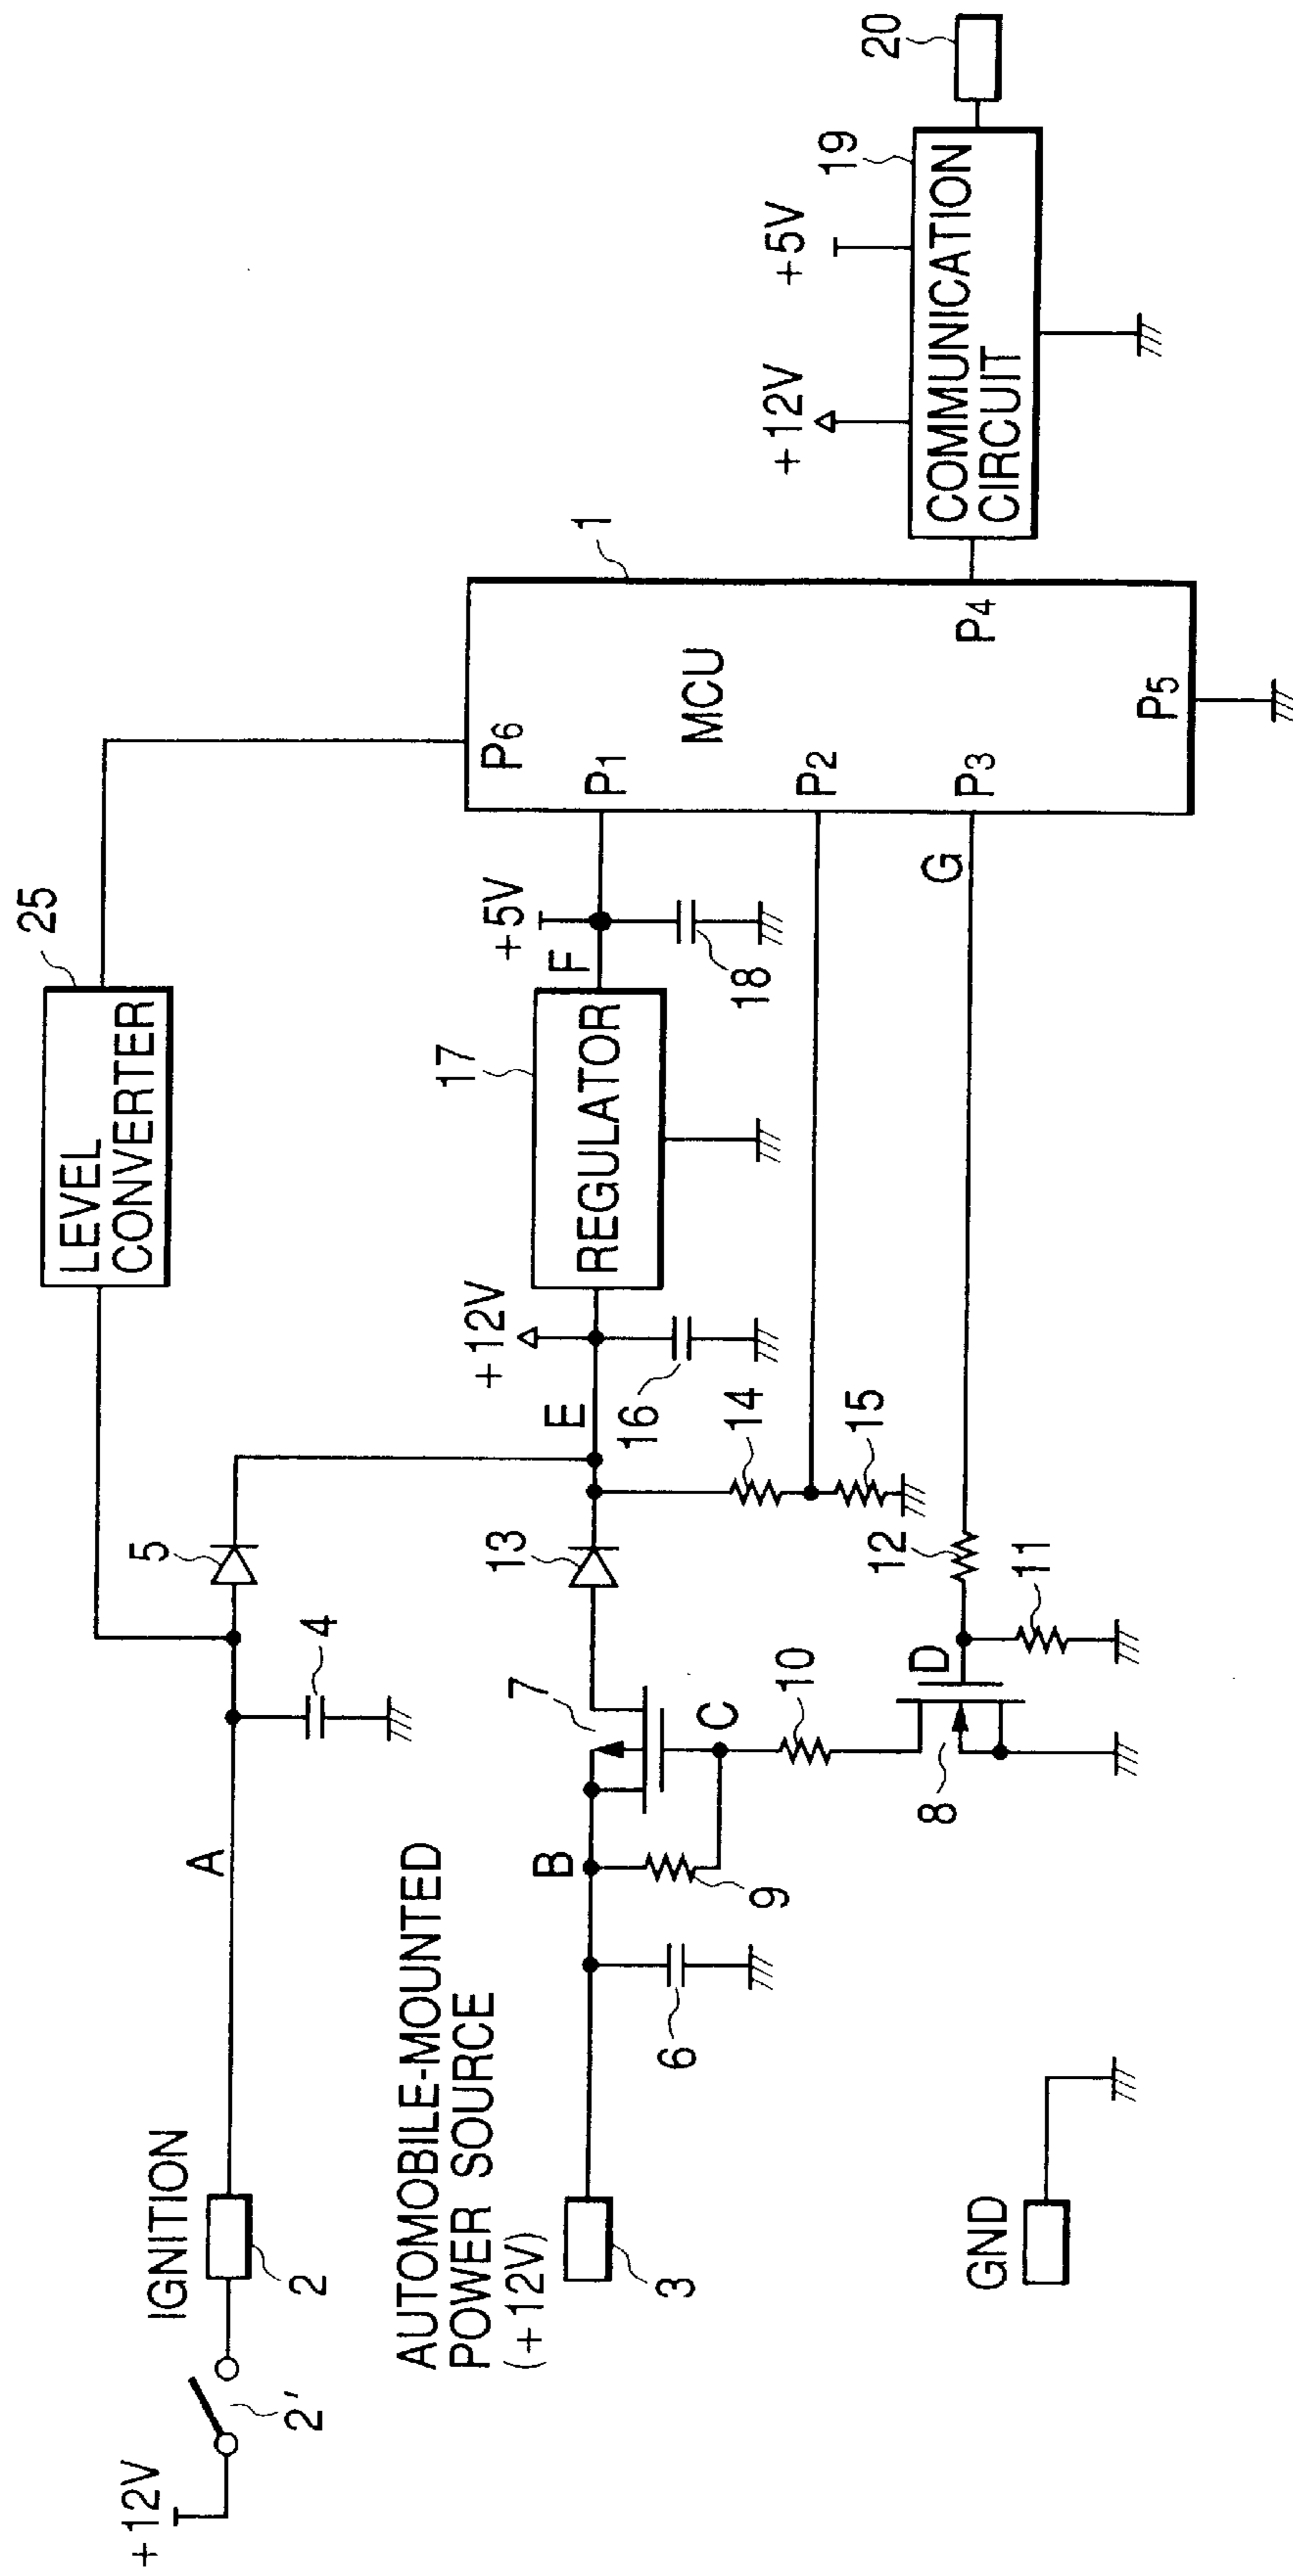 +12V
2'
IGNITION
2
A
4
5
LEVEL
CONVERTER
25
AUTOMOBILE-MOUNTED
POWER SOURCE
(+12V)
3
6
B
9
7
C
10
13
E
+12V
16
14
15
REGULATOR
17
F
+5V
18
8
D
11
12
G
GND
P6
P1
P2
P3
P4
P5
MCU
1
+12V
+5V
COMMUNICATION
CIRCUIT
19
20